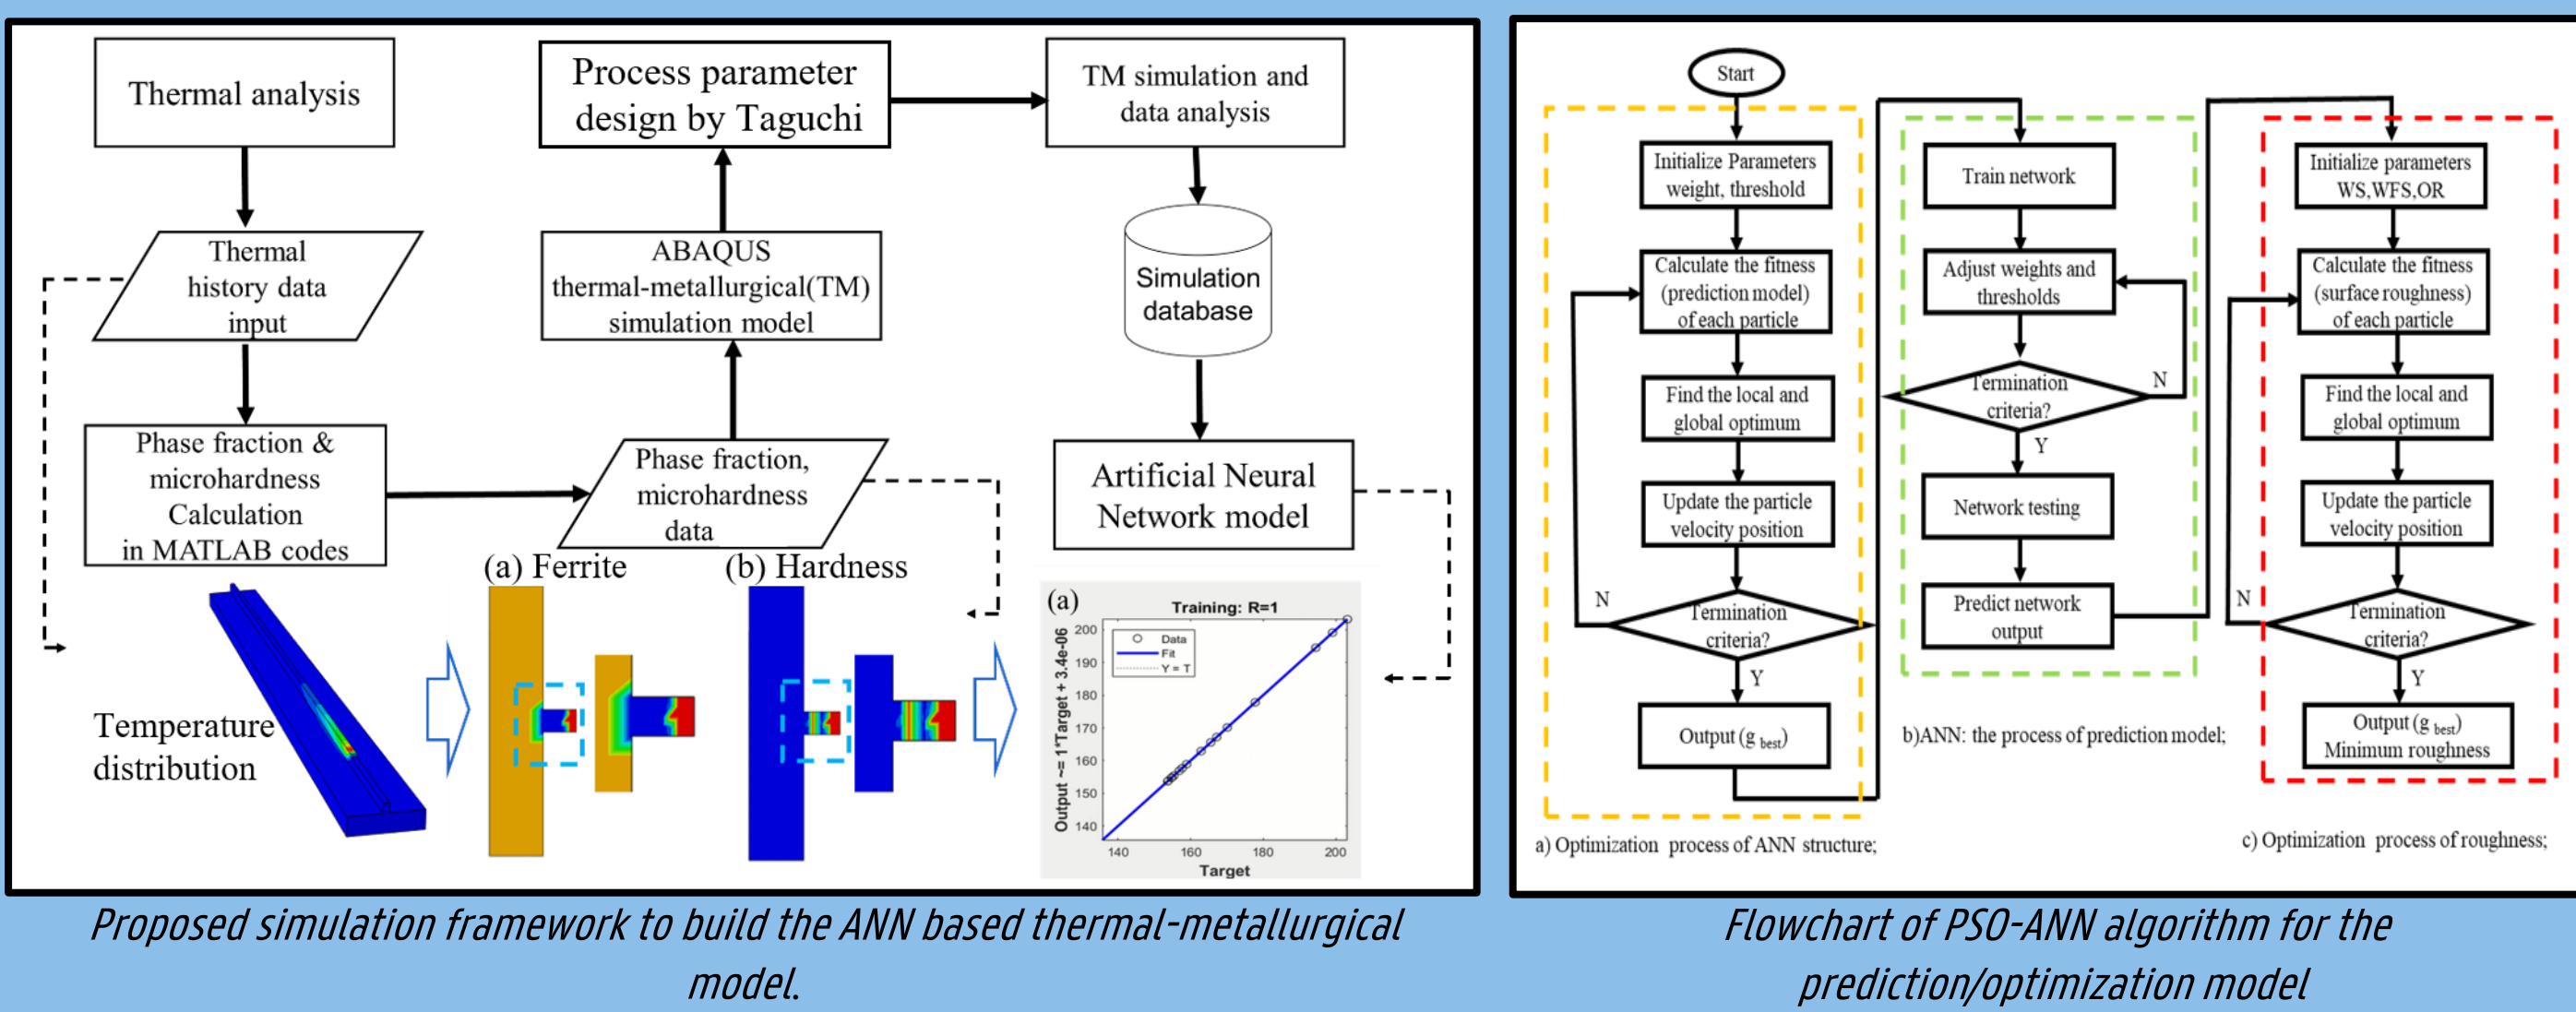 Thermal analysis
Thermal
history data
input
Phase fraction &
microhardness
Calculation
in MATLAB codes
Phase fraction,
microhardness
data
ABAQUS
thermal-metallurgical(TM)
simulation model
Process parameter
design by Taguchi
TM simulation and
data analysis
Simulation
database
Artificial Neural
Network model
Temperature
distribution
(a) Ferrite
(b) Hardness
(a)
Training: R=1
Data
Fit
Y = T
Output ~= 1*Target + 3.4e-06
200
190
180
170
160
150
140
140 160 180 200
Target
Proposed simulation framework to build the ANN based thermal-metallurgical
model.
Start
Initialize Parameters
weight, threshold
Calculate the fitness
(prediction model)
of each particle
Find the local and
global optimum
Update the particle
velocity position
N
Termination
criteria?
Y
Output (g best)
a) Optimization process of ANN structure;
Train network
Adjust weights and
thresholds
Termination
criteria?
N
Y
Network testing
Predict network
output
b)ANN: the process of prediction model;
Initialize parameters
WS,WFS,OR
Calculate the fitness
(surface roughness)
of each particle
Find the local and
global optimum
Update the particle
velocity position
N
Termination
criteria?
Y
Output (g best)
Minimum roughness
c) Optimization process of roughness;
Flowchart of PSO-ANN algorithm for the
prediction/optimization model